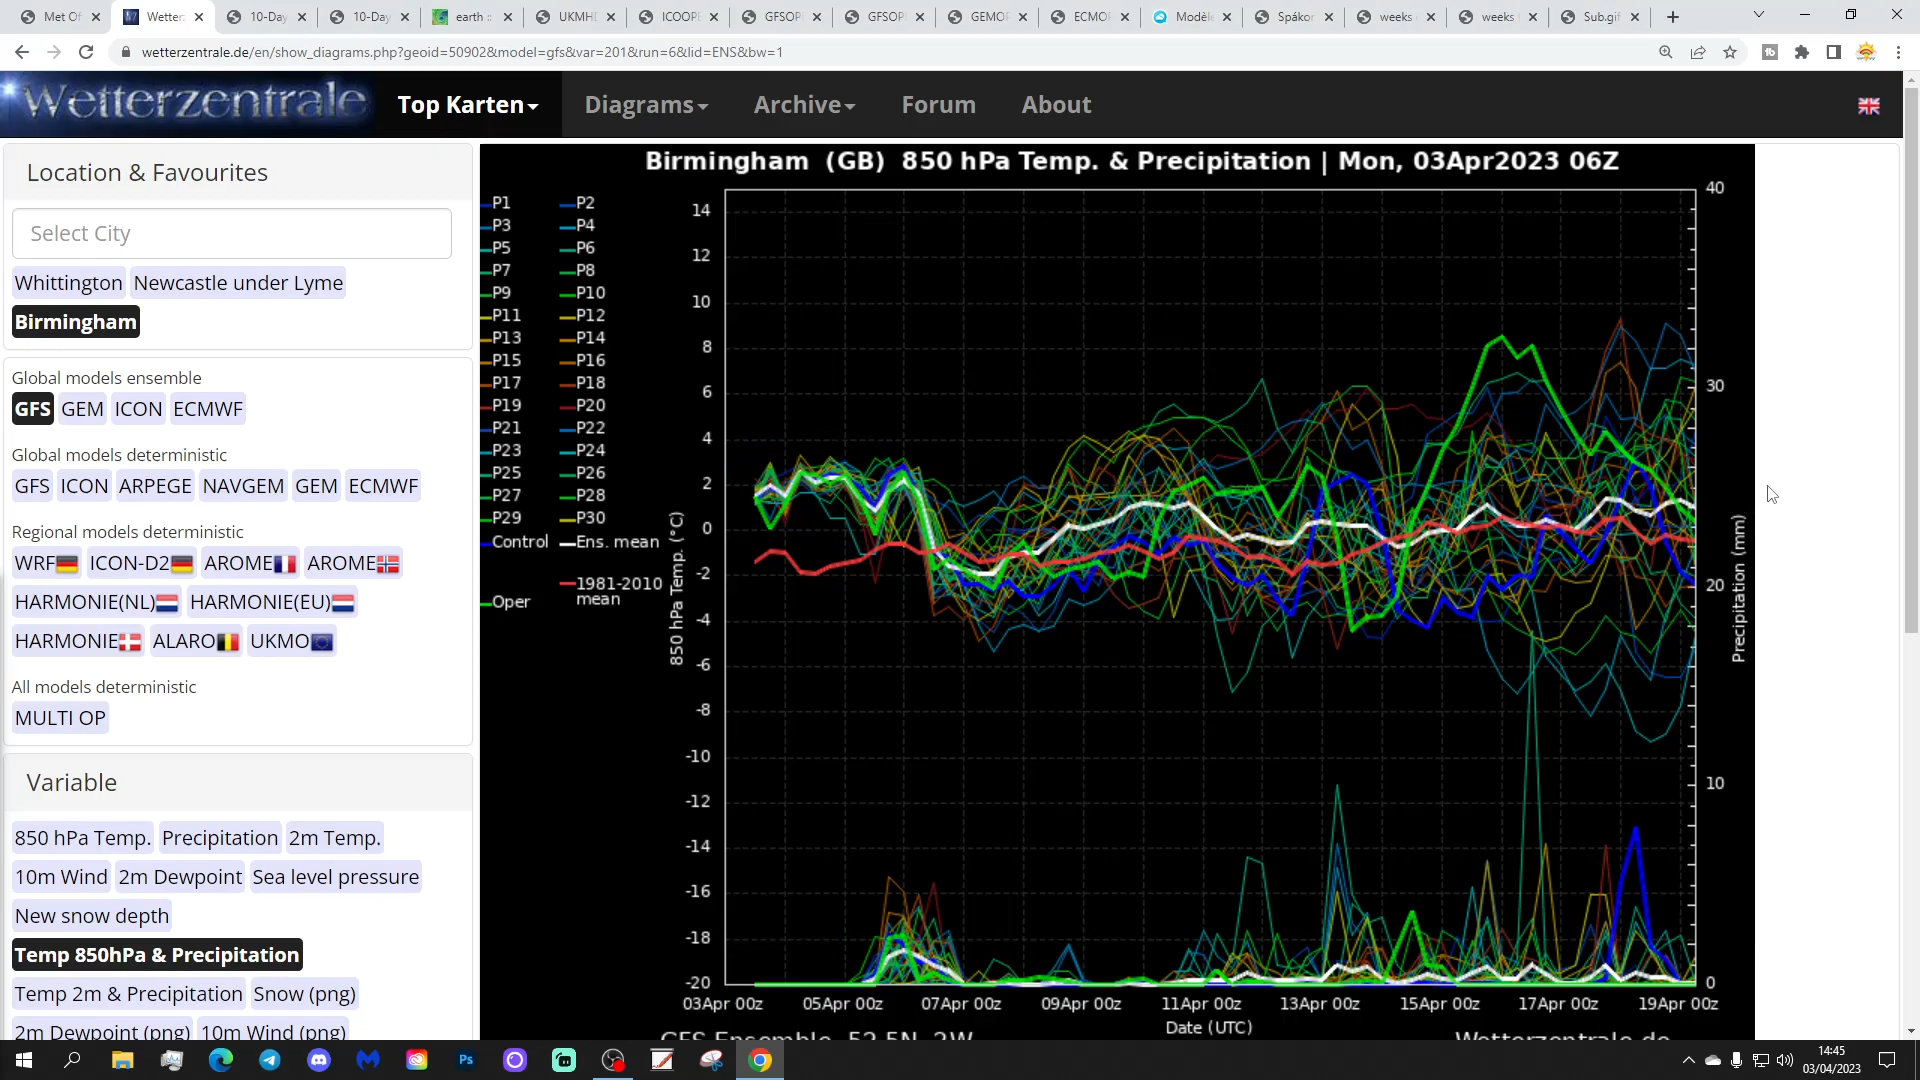 Met Of
Wetter
10-Day
10-Day
earth ::
UKMHD
ICOOPE
GFSOP
GFSOP
GEMO
ECMO
Modèle
Spákor
weeks
weeks
Sub.gif
wetterzentrale.de/en/show_diagrams.php?geoid=50902&model=gfs&var=201&run=6&lid=ENS&bw=1
Wetterzentrale
Top Karten
Diagrams
Archive
Forum
About
Location & Favourites
Select City
Whittington Newcastle under Lyme
Birmingham
Global models ensemble
GFS GEM ICON ECMWF
Global models deterministic
GFS ICON ARPEGE NAVGEM GEM ECMWF
Regional models deterministic
WRF ICON-D2 AROME AROME
HARMONIE(NL) HARMONIE(EU)
HARMONIE ALARO UKMO
All models deterministic
MULTI OP
Variable
850 hPa Temp. Precipitation 2m Temp.
10m Wind 2m Dewpoint Sea level pressure
New snow depth
Temp 850hPa & Precipitation
Temp 2m & Precipitation Snow (png)
2m Dewpoint (png) 10m Wind (png)
Birmingham (GB) 850 hPa Temp. & Precipitation | Mon, 03Apr2023 06Z
P1 P2
P3 P4
P5 P6
P7 P8
P9 P10
P11 P12
P13 P14
P15 P16
P17 P18
P19 P20
P21 P22
P23 P24
P25 P26
P27 P28
P29 P30
Control Ens. mean
1981-2010
mean
Oper
850 hPa Temp. (°C)
14
12
10
8
6
4
2
0
-2
-4
-6
-8
-10
-12
-14
-16
-18
-20
40
30
20
10
0
Precipitation (mm)
03Apr 00z 05Apr 00z 07Apr 00z 09Apr 00z 11Apr 00z 13Apr 00z 15Apr 00z 17Apr 00z 19Apr 00z
Date (UTC)
GFS Ensemble 52.5N 2W
Wetterzentrale.de
Ps
14:45
03/04/2023